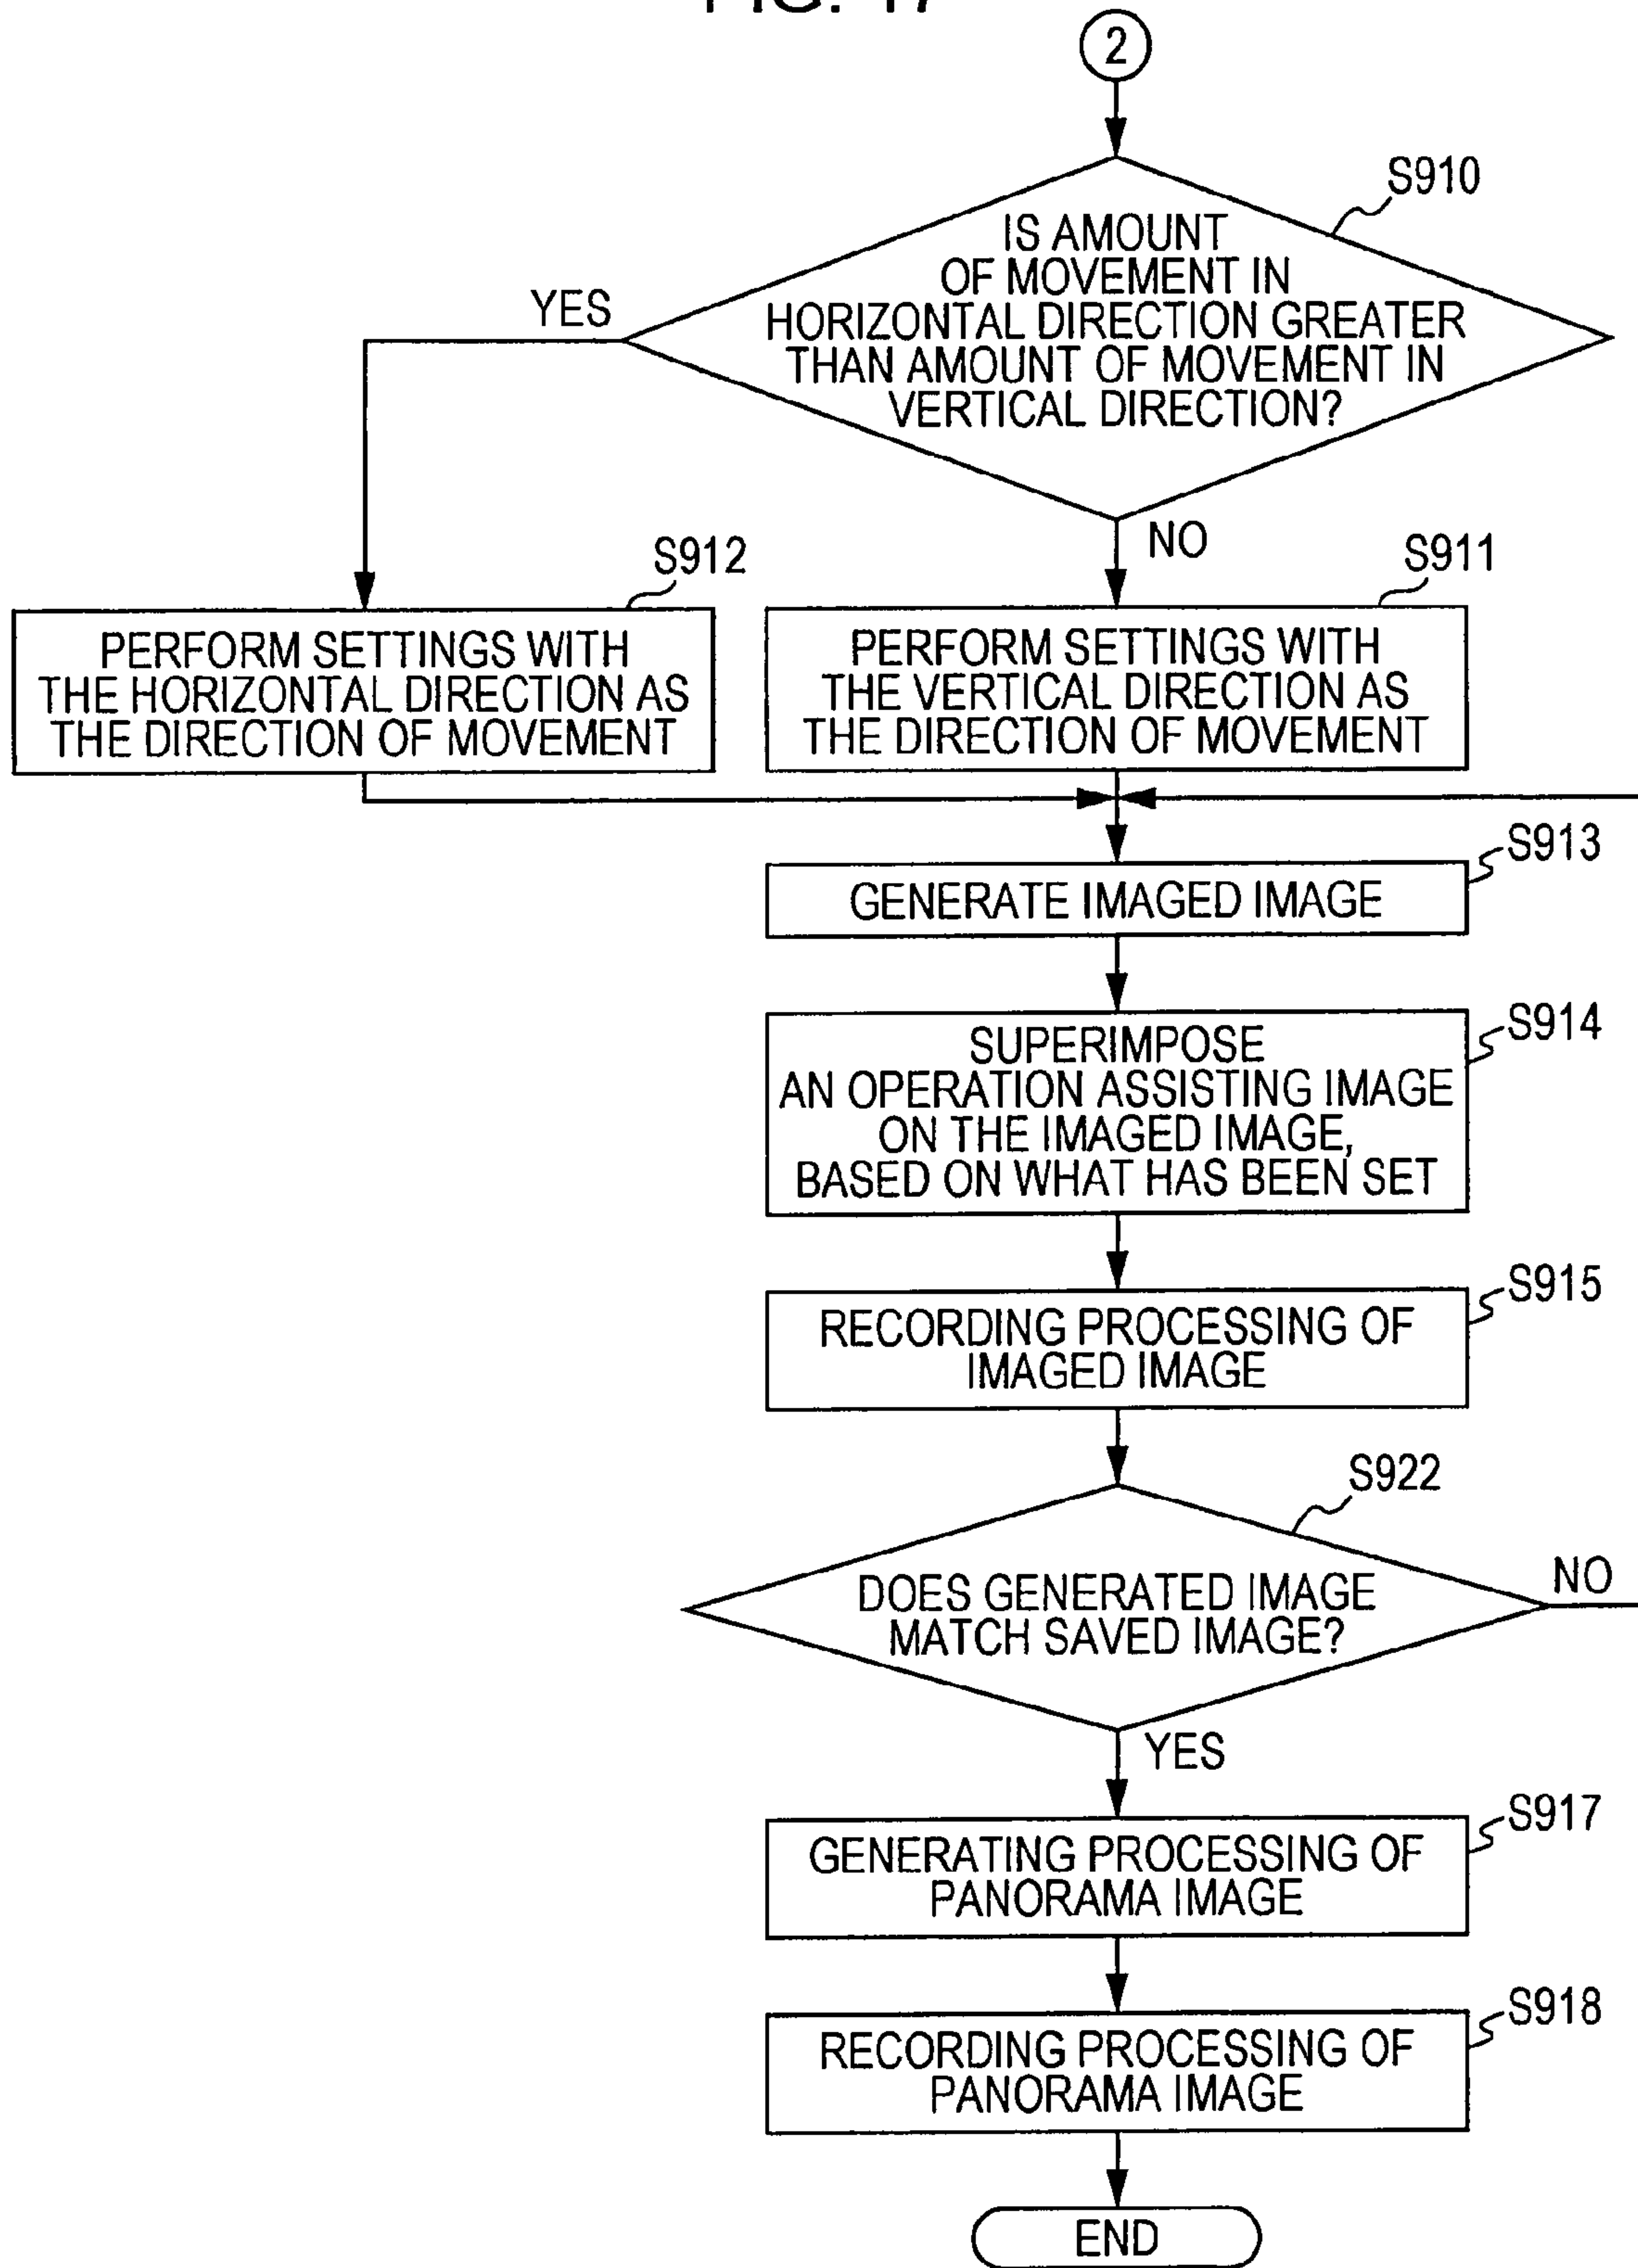 FIG. 17
2
S910
IS AMOUNT
OF MOVEMENT IN
HORIZONTAL DIRECTION GREATER
THAN AMOUNT OF MOVEMENT IN
VERTICAL DIRECTION?
YES
NO
S912
PERFORM SETTINGS WITH
THE HORIZONTAL DIRECTION AS
THE DIRECTION OF MOVEMENT
S911
PERFORM SETTINGS WITH
THE VERTICAL DIRECTION AS
THE DIRECTION OF MOVEMENT
S913
GENERATE IMAGED IMAGE
S914
SUPERIMPOSE
AN OPERATION ASSISTING IMAGE
ON THE IMAGED IMAGE,
BASED ON WHAT HAS BEEN SET
S915
RECORDING PROCESSING OF
IMAGED IMAGE
S922
DOES GENERATED IMAGE
MATCH SAVED IMAGE?
NO
YES
S917
GENERATING PROCESSING OF
PANORAMA IMAGE
S918
RECORDING PROCESSING OF
PANORAMA IMAGE
END